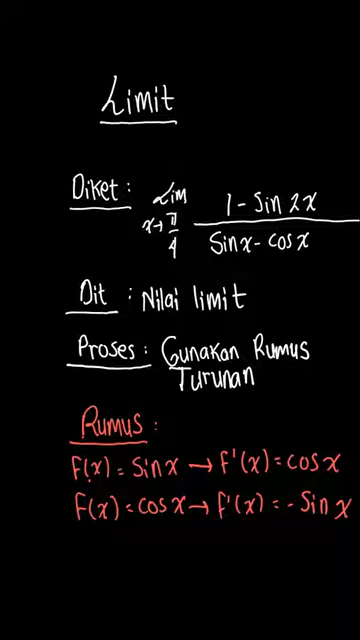 Limit
Diket : Lim x→π/4 (1 - Sin 2x)/(Sin x - cos x)
Dit : Nilai limit
Proses : Gunakan Rumus
Turunan
Rumus :
F(x) = Sin x → F'(x) = cos x
F(x) = cos x → F'(x) = - Sin x